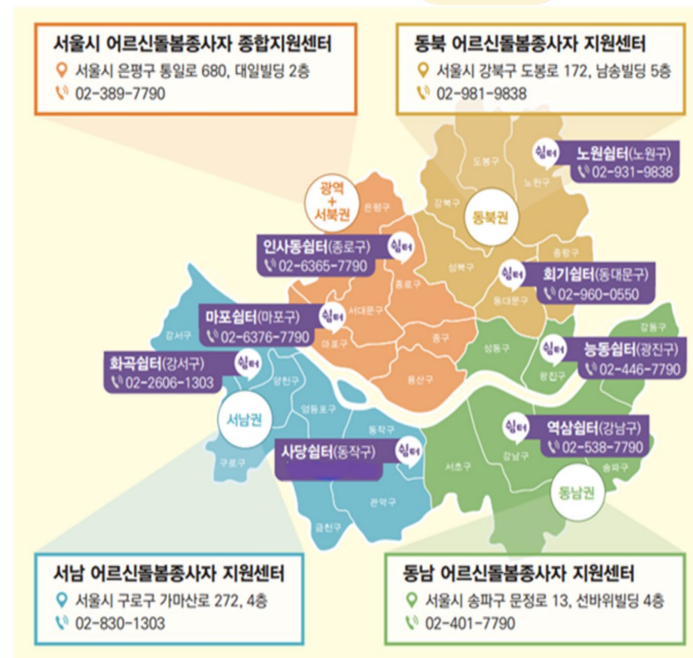 서울시 어르신돌봄종사자 종합지원센터
서울시 은평구 통일로 680, 대일빌딩 2층
02-389-7790
동북 어르신돌봄종사자 지원센터
서울시 강북구 도봉로 172, 남송빌딩 5층
02-981-9838
도봉구
노원구
쉼터
노원쉼터(노원구)
02-931-9838
광역
+
서북권
은평구
강북구
동북권
인사동쉼터(종로구)
02-6365-7790
쉼터
성북구
중랑구
종로구
쉼터
회기쉼터(동대문구)
02-960-0550
동대문구
서대문구
마포쉼터(마포구)
02-6376-7790
쉼터
마포구
중구
강서구
강동구
성동구
쉼터
능동쉼터(광진구)
02-446-7790
광진구
화곡쉼터(강서구)
02-2606-1303
쉼터
양천구
용산구
영등포구
서남권
동작구
쉼터
역삼쉼터(강남구)
02-538-7790
사당쉼터(동작구)
쉼터
구로구
서초구
강남구
송파구
동남권
관악구
금천구
서남 어르신돌봄종사자 지원센터
서울시 구로구 가마산로 272, 4층
02-830-1303
동남 어르신돌봄종사자 지원센터
서울시 송파구 문정로 13, 선바위빌딩 4층
02-401-7790